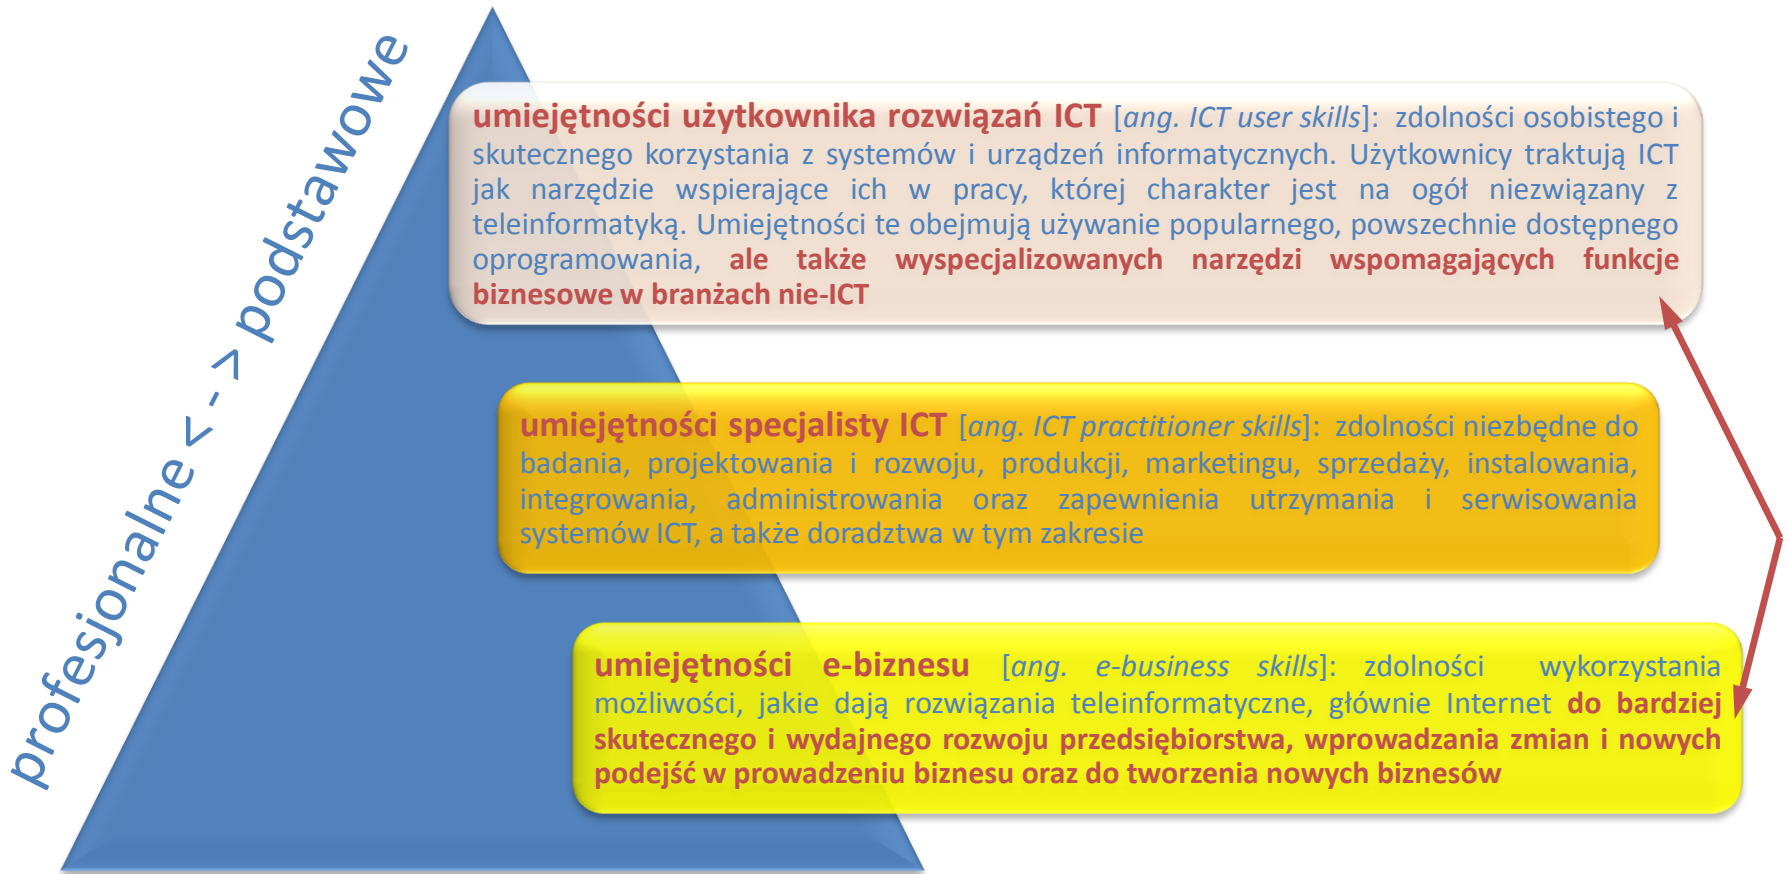 profesjonalne < - > podstawowe
umiejętności użytkownika rozwiązań ICT [ang. ICT user skills]: zdolności osobistego i
skutecznego korzystania z systemów i urządzeń informatycznych. Użytkownicy traktują ICT
jak narzędzie wspierające ich w pracy, której charakter jest na ogół niezwiązany z
teleinformatyką. Umiejętności te obejmują używanie popularnego, powszechnie dostępnego
oprogramowania, ale także wyspecjalizowanych narzędzi wspomagających funkcje
biznesowe w branżach nie-ICT
umiejętności specjalisty ICT [ang. ICT practitioner skills]: zdolności niezbędne do
badania, projektowania i rozwoju, produkcji, marketingu, sprzedaży, instalowania,
integrowania, administrowania oraz zapewnienia utrzymania i serwisowania
systemów ICT, a także doradztwa w tym zakresie
umiejętności e-biznesu [ang. e-business skills]: zdolności wykorzystania
możliwości, jakie dają rozwiązania teleinformatyczne, głównie Internet do bardziej
skutecznego i wydajnego rozwoju przedsiębiorstwa, wprowadzania zmian i nowych
podejść w prowadzeniu biznesu oraz do tworzenia nowych biznesów